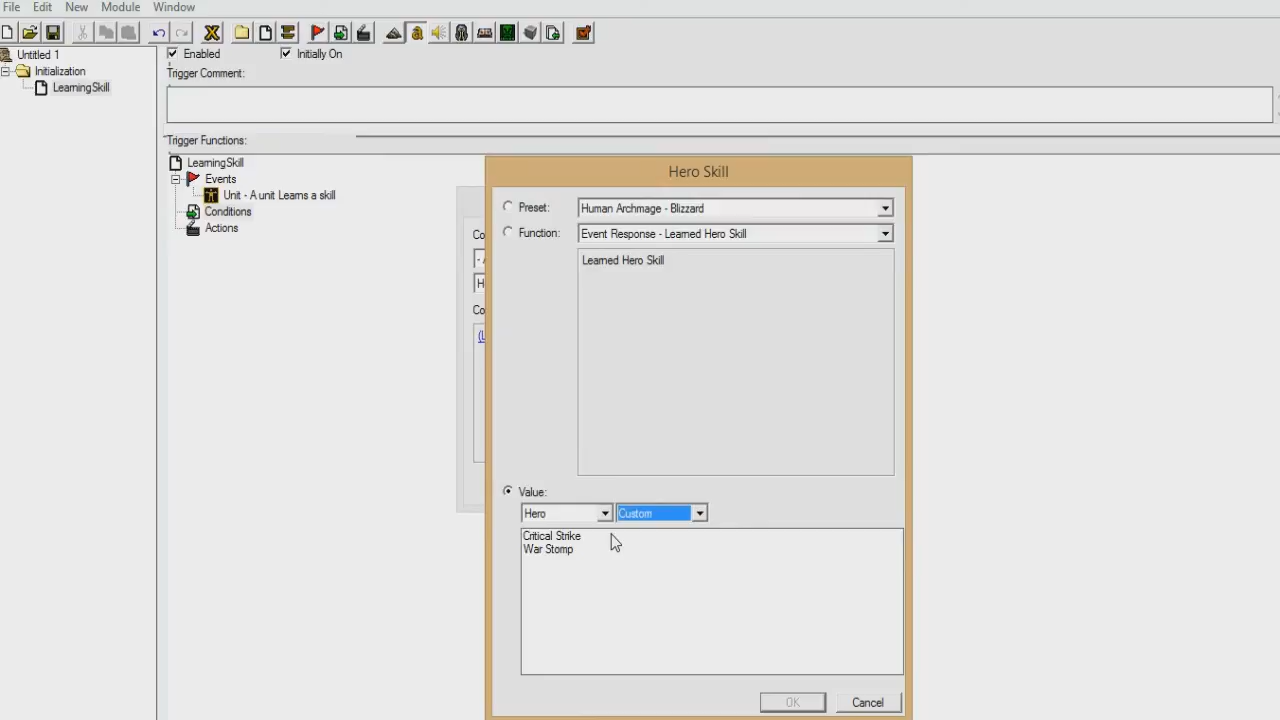 File Edit New Module Window
Untitled 1
Initialization
LearningSkill
Enabled
Initially On
Trigger Comment:
Trigger Functions:
LearningSkill
Events
Unit - A unit Learns a skill
Conditions
Actions
Hero Skill
Preset:
Human Archmage - Blizzard
Function:
Event Response - Learned Hero Skill
Learned Hero Skill
Value:
Hero
Custom
Critical Strike
War Stomp
OK
Cancel